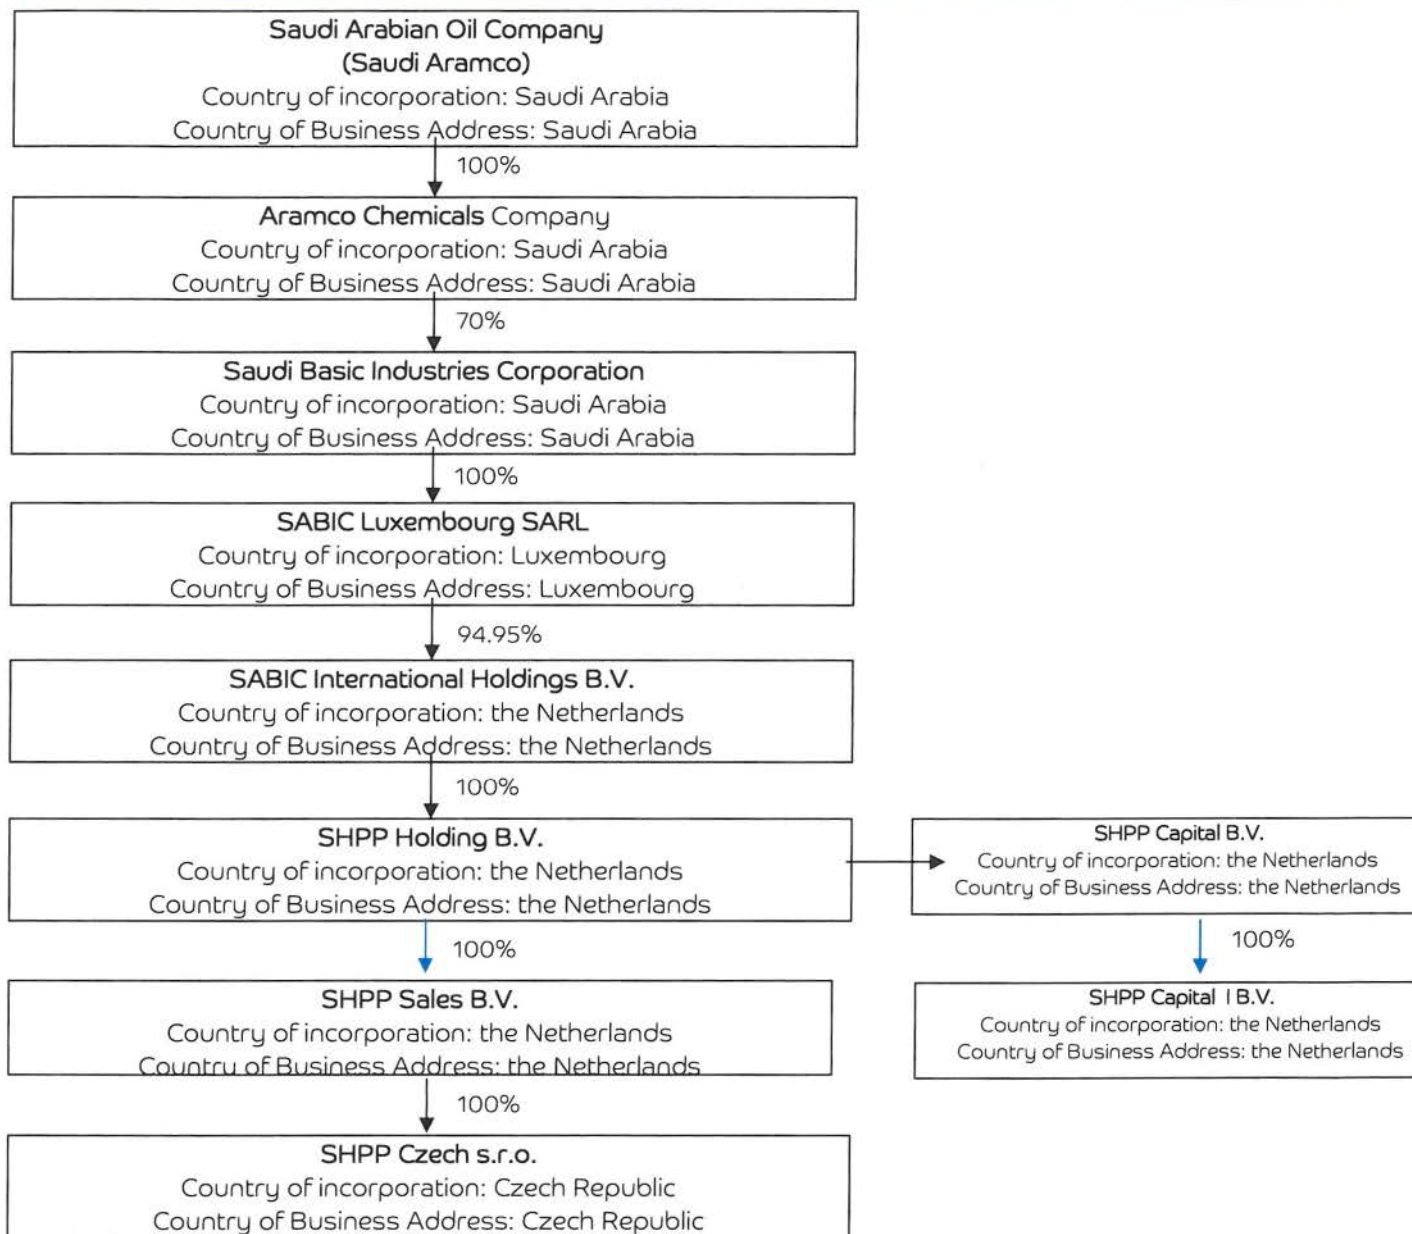 Saudi Arabian Oil Company
(Saudi Aramco)
Country of incorporation: Saudi Arabia
Country of Business Address: Saudi Arabia
100%
Aramco Chemicals Company
Country of incorporation: Saudi Arabia
Country of Business Address: Saudi Arabia
70%
Saudi Basic Industries Corporation
Country of incorporation: Saudi Arabia
Country of Business Address: Saudi Arabia
100%
SABIC Luxembourg SARL
Country of incorporation: Luxembourg
Country of Business Address: Luxembourg
94.95%
SABIC International Holdings B.V.
Country of incorporation: the Netherlands
Country of Business Address: the Netherlands
100%
SHPP Holding B.V.
Country of incorporation: the Netherlands
Country of Business Address: the Netherlands
SHPP Capital B.V.
Country of incorporation: the Netherlands
Country of Business Address: the Netherlands
100%
100%
SHPP Sales B.V.
Country of incorporation: the Netherlands
Country of Business Address: the Netherlands
SHPP Capital I B.V.
Country of incorporation: the Netherlands
Country of Business Address: the Netherlands
100%
SHPP Czech s.r.o.
Country of incorporation: Czech Republic
Country of Business Address: Czech Republic